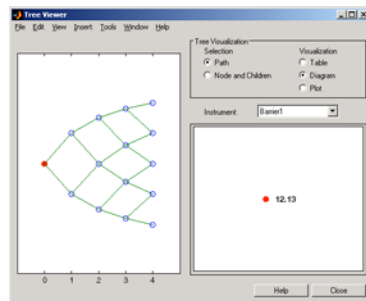 Tree Viewer
File Edit View Insert Tools Window Help
Tree Visualization
Selection
Visualization
Path
Table
Node and Children
Diagram
Plot
Instrument:
Barrier1
12.13
0 1 2 3 4
Help
Close